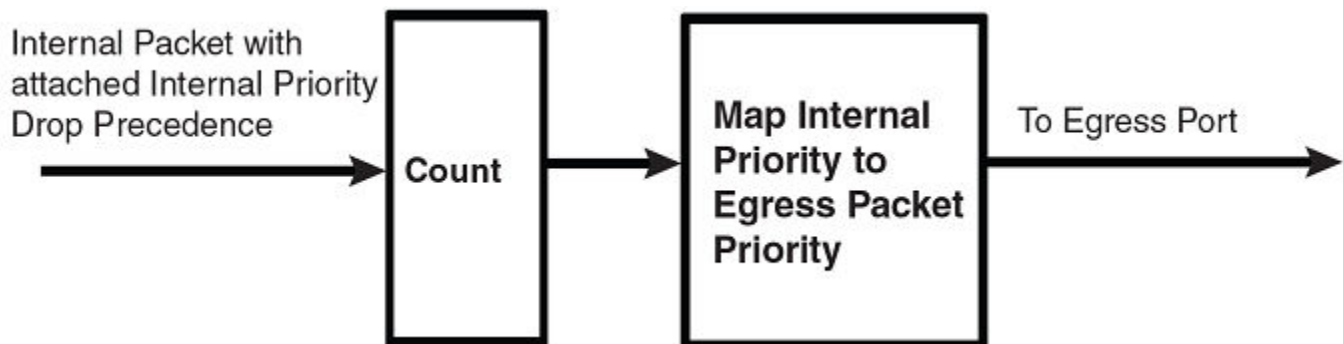 Internal Packet with
attached Internal Priority
Drop Precedence
Count
Map Internal
Priority to
Egress Packet
Priority
To Egress Port